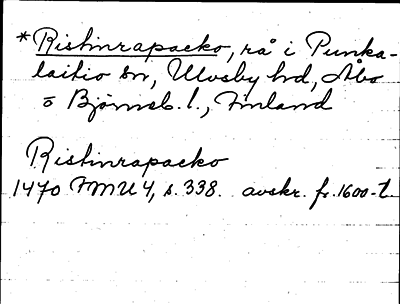 * Ristinrapacko, rå i Punka-
laitio sn, Ulvsby hd, Åbo
o Björneb. l., Finland
Ristinrapacko
1470 FMU 4, s. 338. avskr. fr. 1600-t.